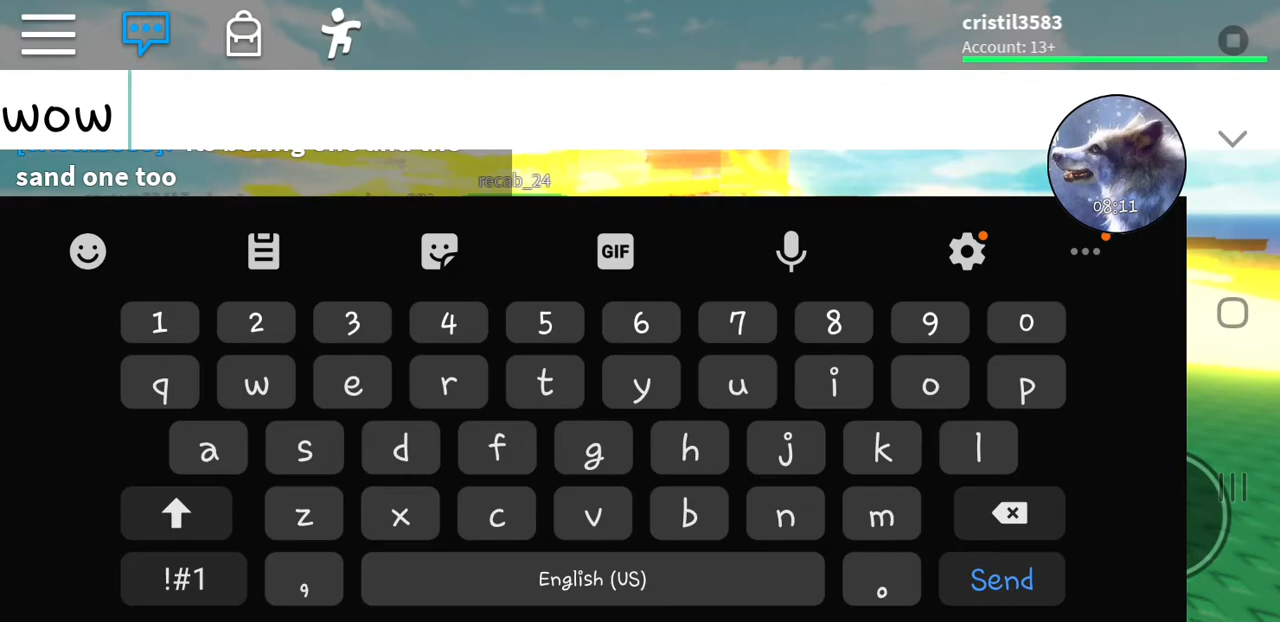 cristil3583
Account: 13+
wow
sand one too
recab_24
08:11
GIF
1 2 3 4 5 6 7 8 9 0
q w e r t y u i o p
a s d f g h j k l
z x c v b n m
!#1 , English (US) . Send